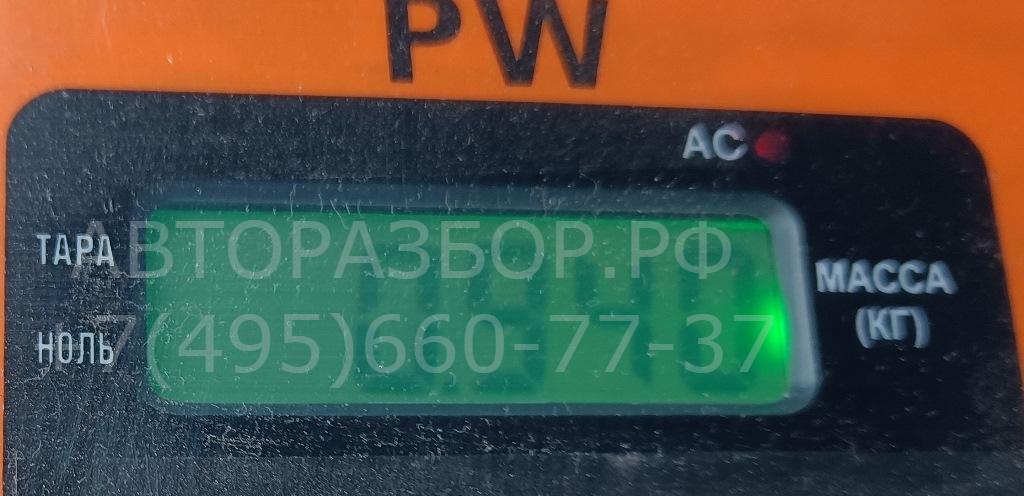 PW
AC
ТАРА
АВТОРАЗБОР.РФ
МАССА
(КГ)
НОЛЬ
7(495)660-77-37